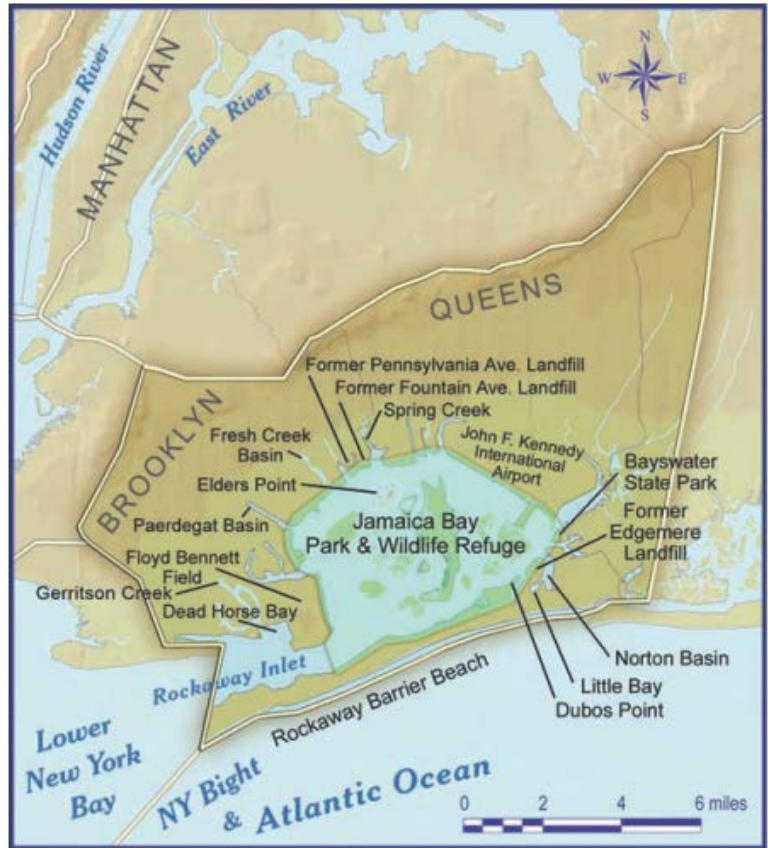 N
W E
S
Hudson River
MANHATTAN
East River
QUEENS
BROOKLYN
Former Pennsylvania Ave. Landfill
Former Fountain Ave. Landfill
Spring Creek
Fresh Creek
Basin
John F. Kennedy
International
Airport
Elders Point
Bayswater
State Park
Paerdegat Basin
Jamaica Bay
Park & Wildlife Refuge
Former
Edgemere
Landfill
Floyd Bennett
Field
Gerritson Creek
Dead Horse Bay
Rockaway Inlet
Norton Basin
Little Bay
Dubos Point
Rockaway Barrier Beach
Lower
New York
Bay
NY Bight
& Atlantic Ocean
0 2 4 6 miles